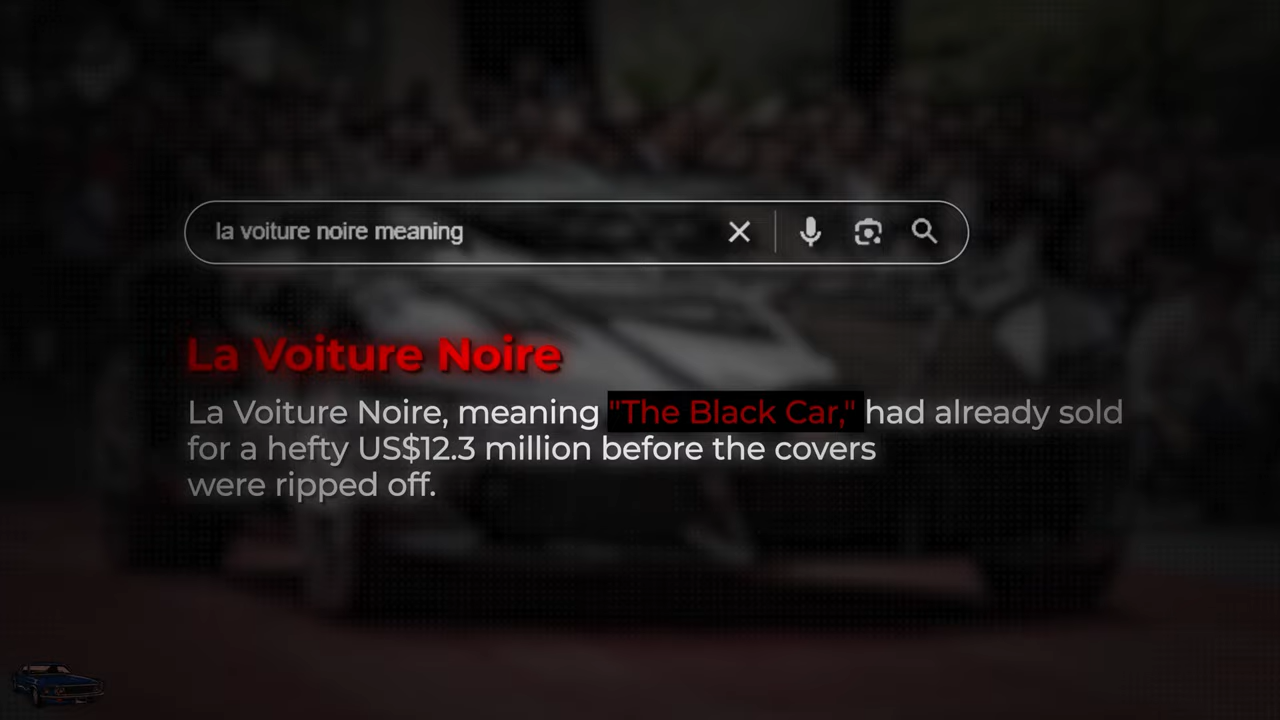 la voiture noire meaning
La Voiture Noire
La Voiture Noire, meaning "The Black Car," had already sold
for a hefty US$12.3 million before the covers
were ripped off.